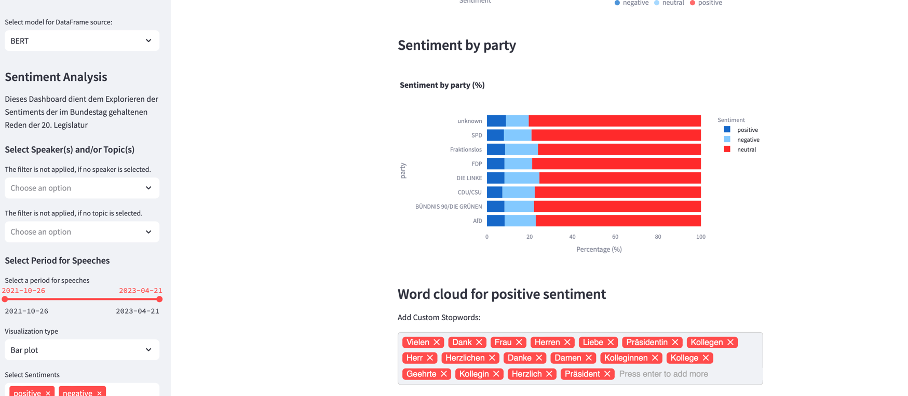 Select model for DataFrame source:
BERT
Sentiment Analysis
Dieses Dashboard dient dem Explorieren der
Sentiments der im Bundestag gehaltenen
Reden der 20. Legislatur
Select Speaker(s) and/or Topic(s)
The filter is not applied, if no speaker is selected.
Choose an option
The filter is not applied, if no topic is selected.
Choose an option
Select Period for Speeches
Select a period for speeches
2021-10-26 2023-04-21
2021-10-26 2023-04-21
Visualization type
Bar plot
Select Sentiments
positive × negative ×
Sentiment
negative neutral positive
Sentiment by party
Sentiment by party (%)
party
unknown
SPD
Fraktionslos
FDP
DIE LINKE
CDU/CSU
BÜNDNIS 90/DIE GRÜNEN
AfD
0 20 40 60 80 100
Percentage (%)
Sentiment
positive
negative
neutral
Word cloud for positive sentiment
Add Custom Stopwords:
Vielen × Dank × Frau × Herren × Liebe × Präsidentin × Kollegen ×
Herr × Herzlichen × Danke × Damen × Kolleginnen × Kollege ×
Geehrte × Kollegin × Herzlich × Präsident × Press enter to add more